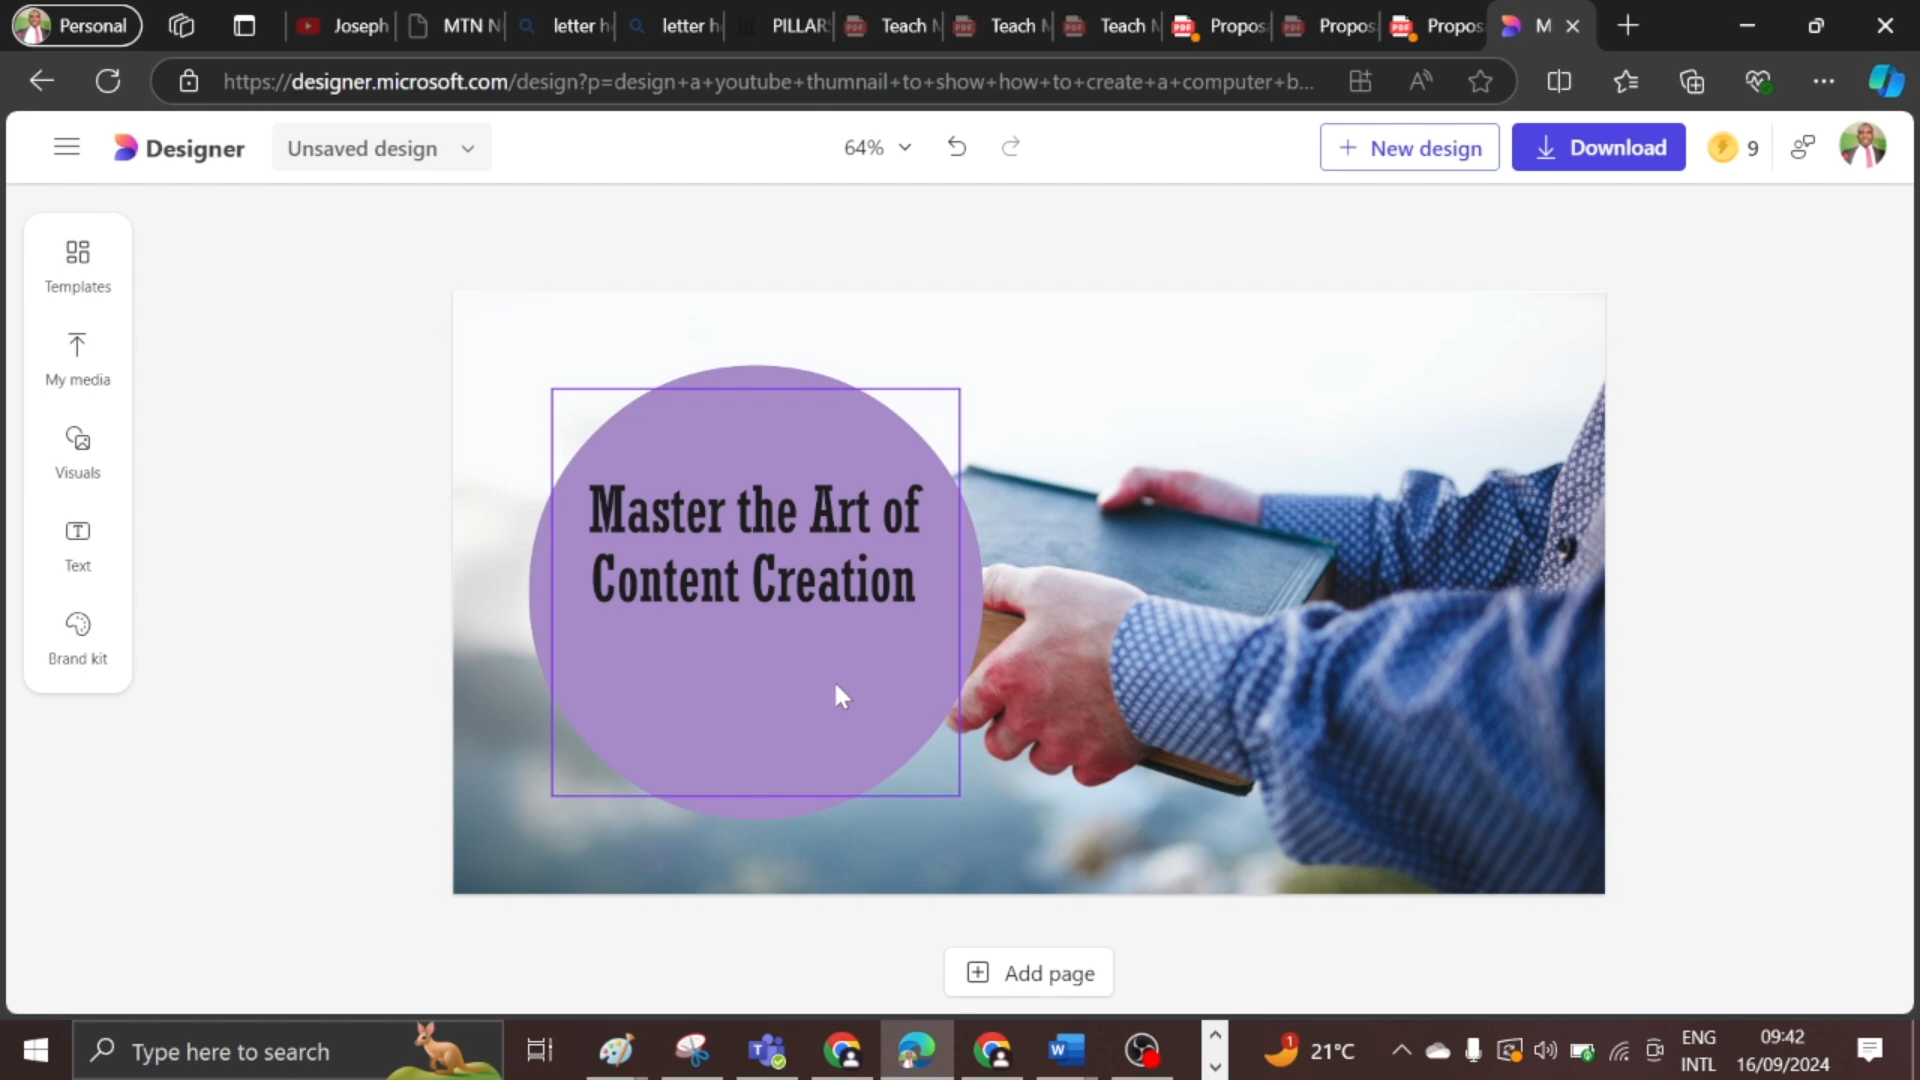 Personal
Joseph
MTN N
letter h
letter h
PILLAR
Teach M
Teach M
Teach M
Propos
Propos
Propos
M
https://designer.microsoft.com/design?p=design+a+youtube+thumnail+to+show+how+to+create+a+computer+b...
Designer
Unsaved design
64%
New design
Download
9
Templates
My media
Visuals
Text
Brand kit
Master the Art of
Content Creation
Add page
Type here to search
1
21°C
ENG
INTL
09:42
16/09/2024